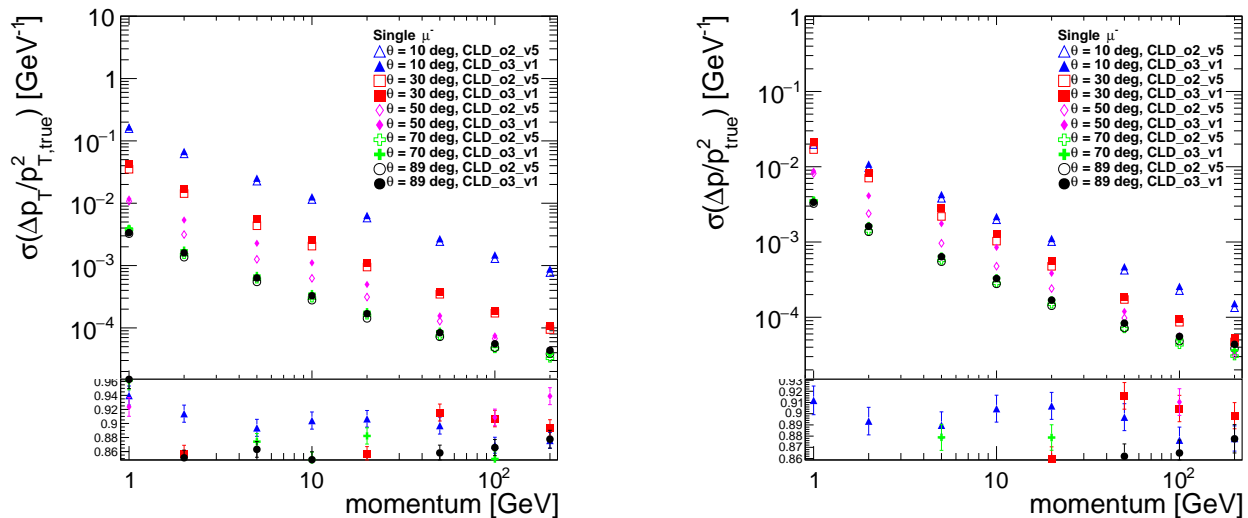 σ(Δp_T/p²_T,true) [GeV⁻¹]
Single μ⁻
θ = 10 deg, CLD_o2_v5
θ = 10 deg, CLD_o3_v1
θ = 30 deg, CLD_o2_v5
θ = 30 deg, CLD_o3_v1
θ = 50 deg, CLD_o2_v5
θ = 50 deg, CLD_o3_v1
θ = 70 deg, CLD_o2_v5
θ = 70 deg, CLD_o3_v1
θ = 89 deg, CLD_o2_v5
θ = 89 deg, CLD_o3_v1
10
1
10⁻¹
10⁻²
10⁻³
10⁻⁴
0.96
0.94
0.92
0.9
0.88
0.86
1 10 10²
momentum [GeV]
σ(Δp/p²_true) [GeV⁻¹]
Single μ⁻
θ = 10 deg, CLD_o2_v5
θ = 10 deg, CLD_o3_v1
θ = 30 deg, CLD_o2_v5
θ = 30 deg, CLD_o3_v1
θ = 50 deg, CLD_o2_v5
θ = 50 deg, CLD_o3_v1
θ = 70 deg, CLD_o2_v5
θ = 70 deg, CLD_o3_v1
θ = 89 deg, CLD_o2_v5
θ = 89 deg, CLD_o3_v1
1
10⁻¹
10⁻²
10⁻³
10⁻⁴
0.93
0.92
0.91
0.9
0.89
0.88
0.87
0.86
1 10 10²
momentum [GeV]